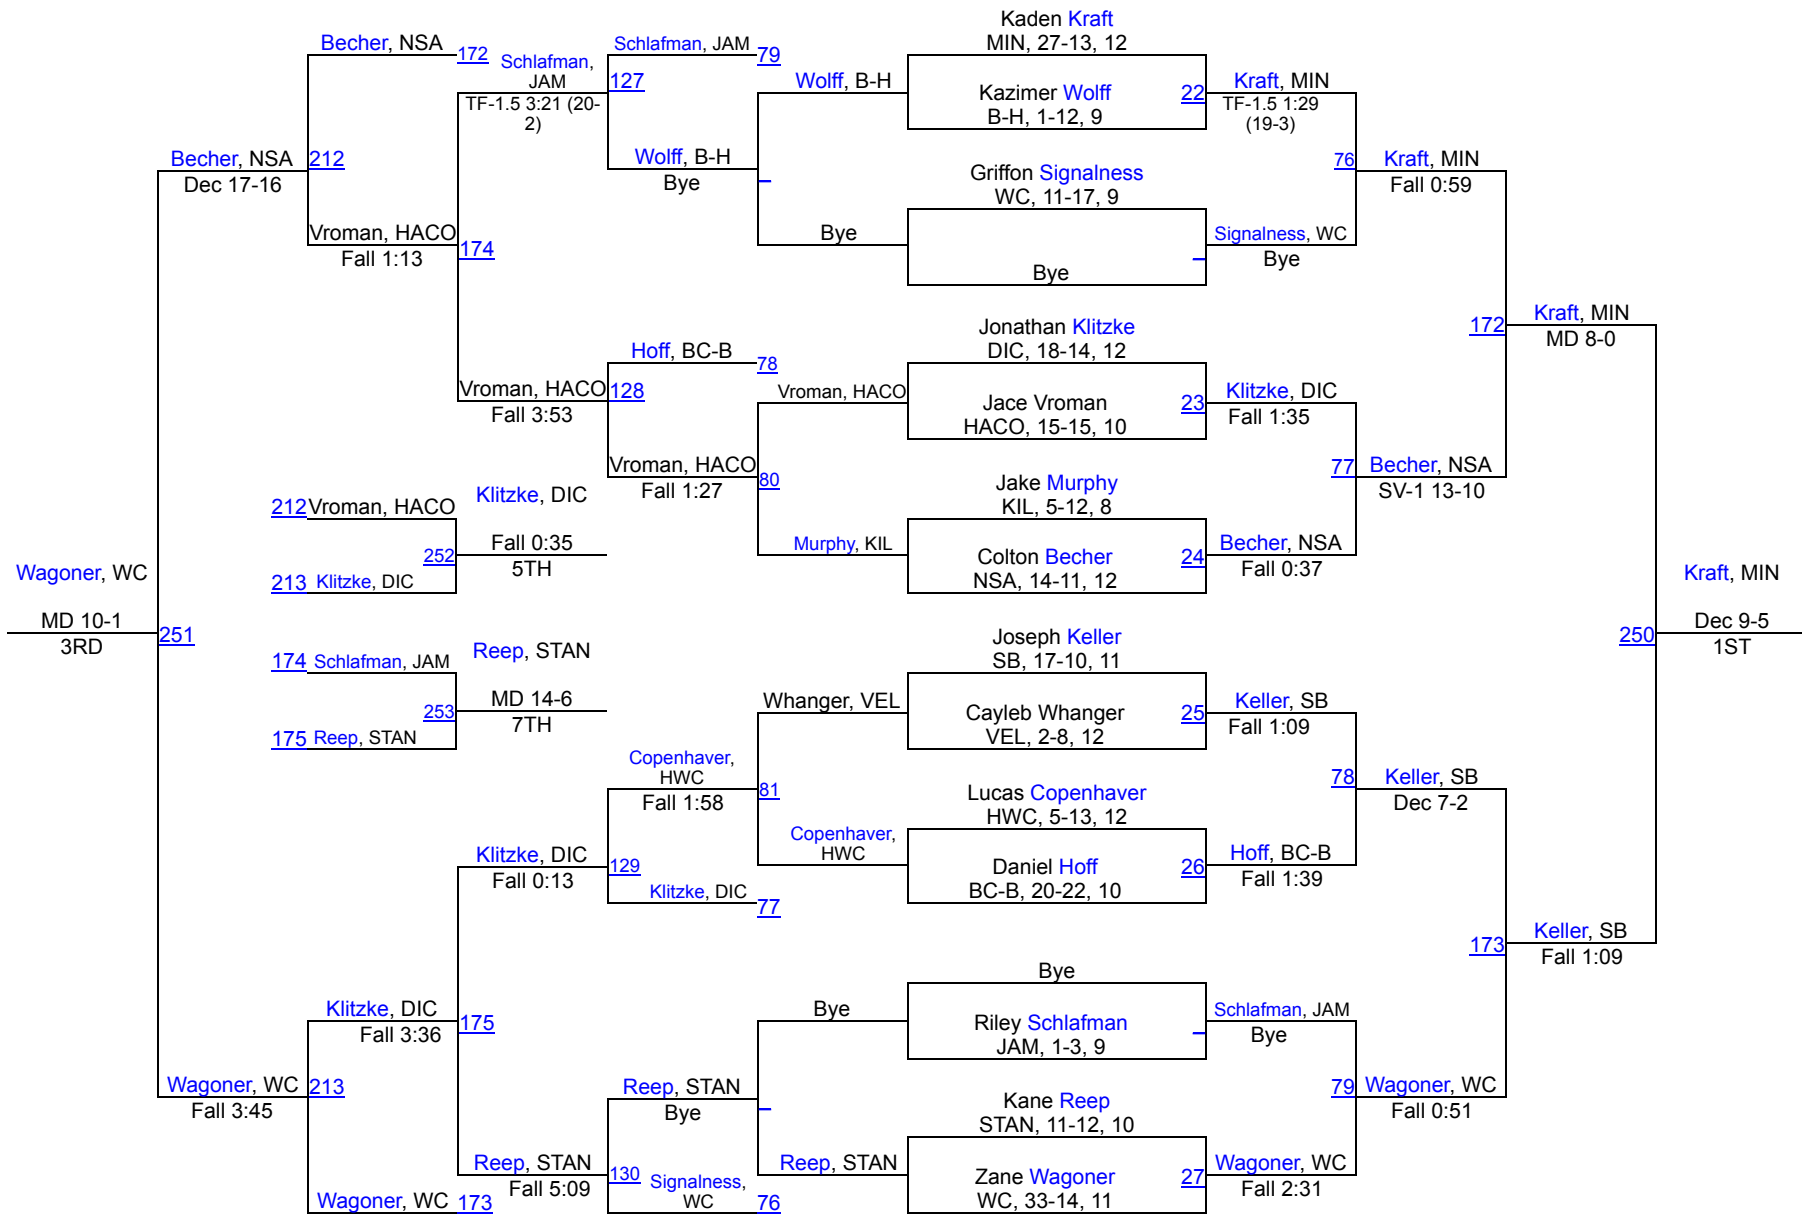 Becher, NSA
172
Becher, NSA
Dec 17-16
212
Vroman, HACO
Fall 1:13
Schlafman,
JAM
TF-1.5 3:21 (20-
2)
174
Vroman, HACO
Fall 3:53
Schlafman, JAM
79
127
Wolff, B-H
Bye
Hoff, BC-B
78
128
Vroman, HACO
Fall 1:27
Wolff, B-H
_
Bye
Vroman, HACO
80
Murphy, KIL
Kaden Kraft
MIN, 27-13, 12
Kazimer Wolff
B-H, 1-12, 9
22
Kraft, MIN
TF-1.5 1:29
(19-3)
Griffon Signalness
WC, 11-17, 9
Bye
_
Signalness, WC
Bye
76
Kraft, MIN
Fall 0:59
Jonathan Klitzke
DIC, 18-14, 12
Jace Vroman
HACO, 15-15, 10
23
Klitzke, DIC
Fall 1:35
Jake Murphy
KIL, 5-12, 8
Colton Becher
NSA, 14-11, 12
24
Becher, NSA
Fall 0:37
77
Becher, NSA
SV-1 13-10
172
Kraft, MIN
MD 8-0
212
Vroman, HACO
Klitzke, DIC
252
Fall 0:35
5TH
213
Klitzke, DIC
Wagoner, WC
MD 10-1
3RD
251
174
Schlafman, JAM
Reep, STAN
253
MD 14-6
7TH
175
Reep, STAN
Kraft, MIN
250
Dec 9-5
1ST
Joseph Keller
SB, 17-10, 11
Whanger, VEL
Cayleb Whanger
VEL, 2-8, 12
25
Keller, SB
Fall 1:09
Copenhaver,
HWC
Fall 1:58
81
Copenhaver,
HWC
Lucas Copenhaver
HWC, 5-13, 12
Daniel Hoff
BC-B, 20-22, 10
26
Hoff, BC-B
Fall 1:39
78
Keller, SB
Dec 7-2
Klitzke, DIC
Fall 0:13
129
Klitzke, DIC
77
173
Keller, SB
Fall 1:09
Klitzke, DIC
Fall 3:36
175
Bye
Bye
Riley Schlafman
JAM, 1-3, 9
_
Schlafman, JAM
Bye
Wagoner, WC
Fall 3:45
213
Reep, STAN
Bye
_
Kane Reep
STAN, 11-12, 10
79
Wagoner, WC
Fall 0:51
Reep, STAN
Fall 5:09
130
Signalness,
WC
76
Reep, STAN
Zane Wagoner
WC, 33-14, 11
27
Wagoner, WC
Fall 2:31
Wagoner, WC
173